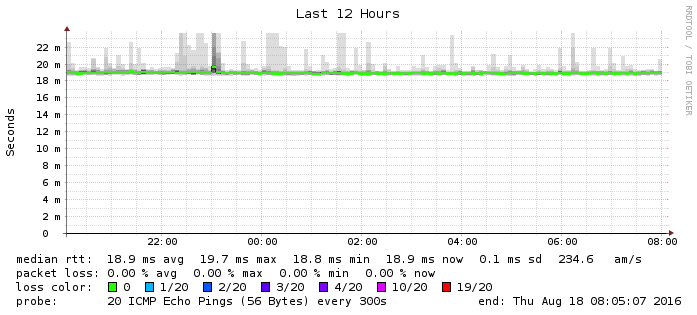 Last 12 Hours
RRDTOOL / TOBI OETIKER
Seconds
22 m
20 m
18 m
16 m
14 m
12 m
10 m
8 m
6 m
4 m
2 m
0
22:00 00:00 02:00 04:00 06:00 08:00
median rtt: 18.9 ms avg 19.7 ms max 18.8 ms min 18.9 ms now 0.1 ms sd 234.6 am/s
packet loss: 0.00 % avg 0.00 % max 0.00 % min 0.00 % now
loss color: 0 1/20 2/20 3/20 4/20 10/20 19/20
probe: 20 ICMP Echo Pings (56 Bytes) every 300s end: Thu Aug 18 08:05:07 2016